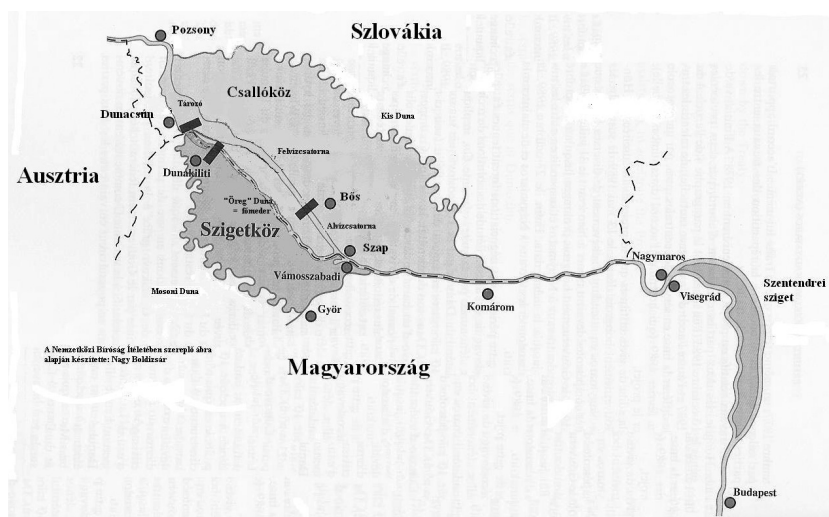 Szlovákia
Pozsony
Csallóköz
Tározó
Kis Duna
Dunacsún
Felvízcsatorna
Ausztria
Dunakiliti
"Öreg" Duna
= főmeder
Bős
Alvízcsatorna
Szigetköz
Szap
Vámosszabadi
Nagymaros
Szentendrei
sziget
Visegrád
Mosoni Duna
Komárom
Győr
A Nemzetközi Bíróság Ítéletében szereplő ábra
alapján készítette: Nagy Boldizsár
Magyarország
Budapest